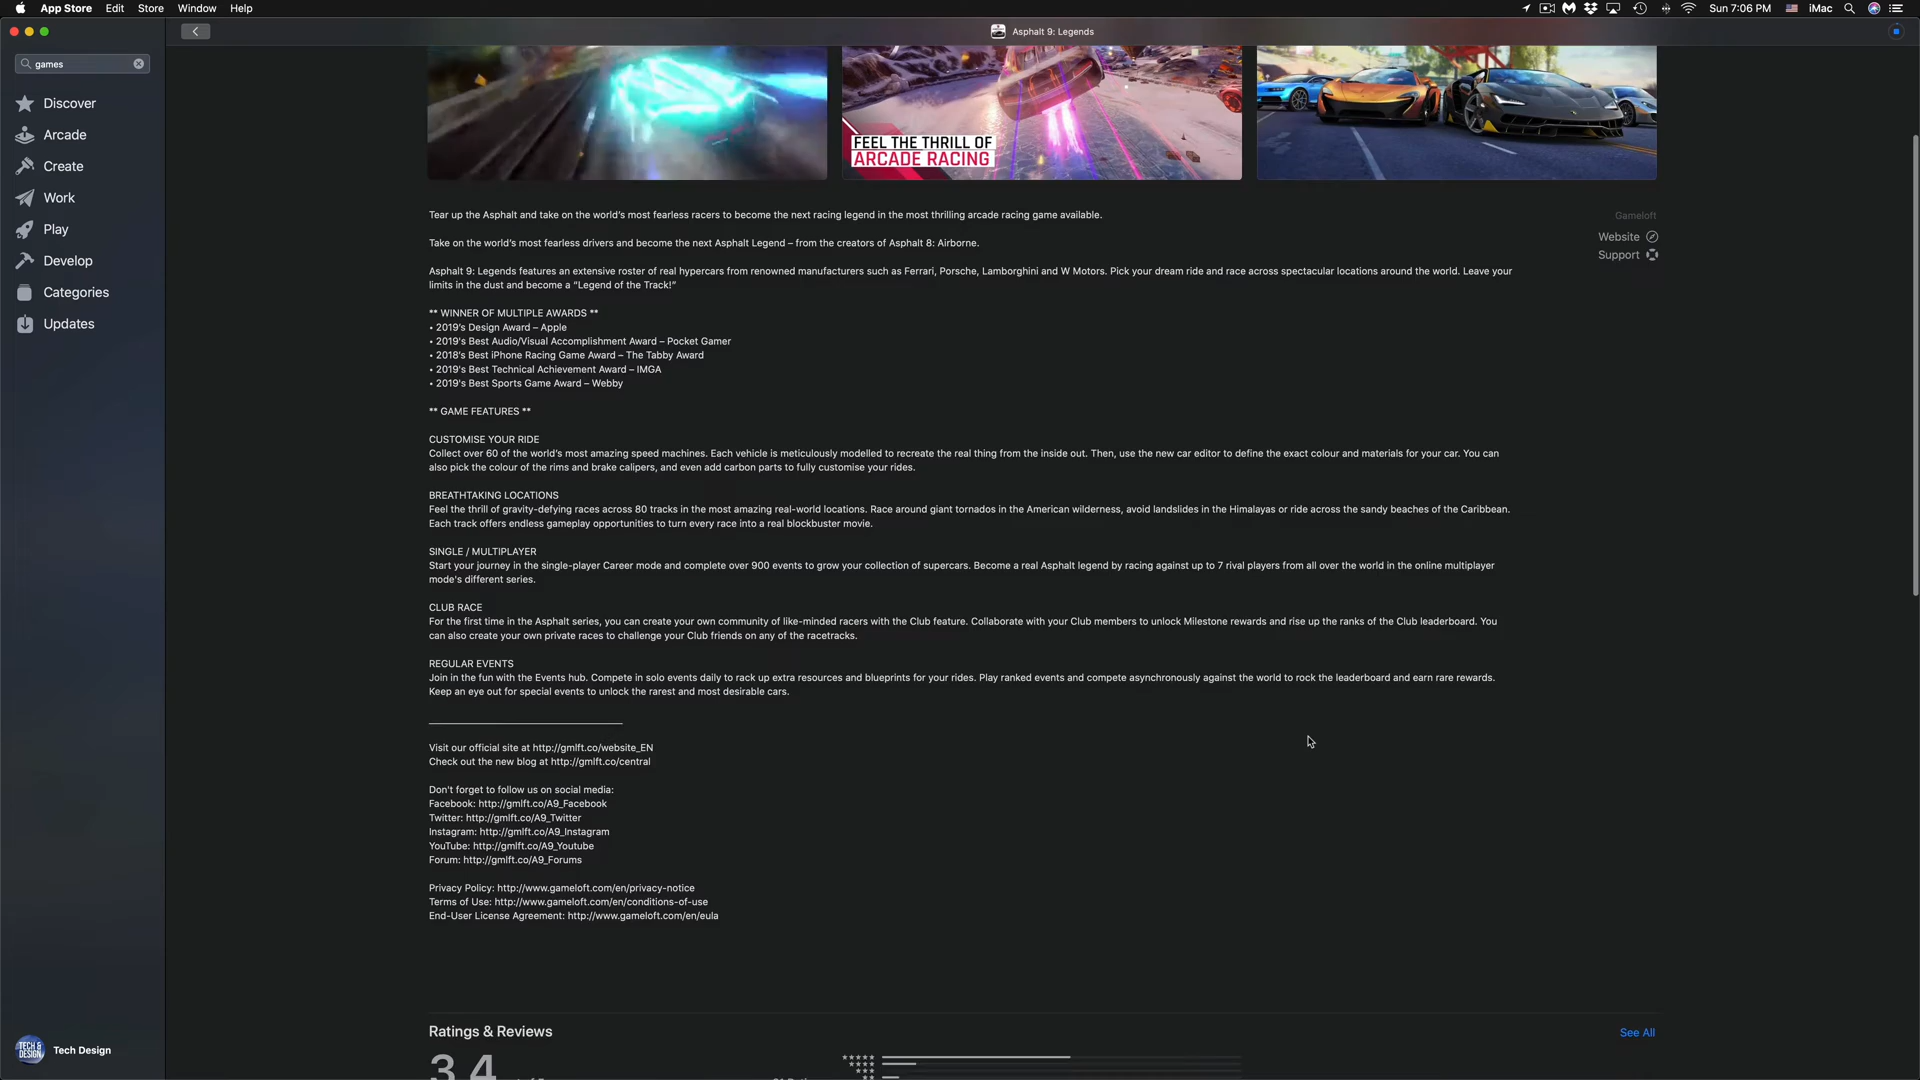 App Store Edit Store Window Help
Sun 7:06 PM iMac
Asphalt 9: Legends
games
Discover
Arcade
Create
Work
Play
Develop
Categories
Updates
FEEL THE THRILL OF
ARCADE RACING
Tear up the Asphalt and take on the world's most fearless racers to become the next racing legend in the most thrilling arcade racing game available.
Gameloft
Website
Support
Take on the world's most fearless drivers and become the next Asphalt Legend – from the creators of Asphalt 8: Airborne.
Asphalt 9: Legends features an extensive roster of real hypercars from renowned manufacturers such as Ferrari, Porsche, Lamborghini and W Motors. Pick your dream ride and race across spectacular locations around the world. Leave your
limits in the dust and become a “Legend of the Track!”
** WINNER OF MULTIPLE AWARDS **
• 2019's Design Award – Apple
• 2019's Best Audio/Visual Accomplishment Award – Pocket Gamer
• 2018's Best iPhone Racing Game Award – The Tabby Award
• 2019's Best Technical Achievement Award – IMGA
• 2019's Best Sports Game Award – Webby
** GAME FEATURES **
CUSTOMISE YOUR RIDE
Collect over 60 of the world's most amazing speed machines. Each vehicle is meticulously modelled to recreate the real thing from the inside out. Then, use the new car editor to define the exact colour and materials for your car. You can
also pick the colour of the rims and brake calipers, and even add carbon parts to fully customise your rides.
BREATHTAKING LOCATIONS
Feel the thrill of gravity-defying races across 80 tracks in the most amazing real-world locations. Race around giant tornados in the American wilderness, avoid landslides in the Himalayas or ride across the sandy beaches of the Caribbean.
Each track offers endless gameplay opportunities to turn every race into a real blockbuster movie.
SINGLE / MULTIPLAYER
Start your journey in the single-player Career mode and complete over 900 events to grow your collection of supercars. Become a real Asphalt legend by racing against up to 7 rival players from all over the world in the online multiplayer
mode's different series.
CLUB RACE
For the first time in the Asphalt series, you can create your own community of like-minded racers with the Club feature. Collaborate with your Club members to unlock Milestone rewards and rise up the ranks of the Club leaderboard. You
can also create your own private races to challenge your Club friends on any of the racetracks.
REGULAR EVENTS
Join in the fun with the Events hub. Compete in solo events daily to rack up extra resources and blueprints for your rides. Play ranked events and compete asynchronously against the world to rock the leaderboard and earn rare rewards.
Keep an eye out for special events to unlock the rarest and most desirable cars.
Visit our official site at http://gmlft.co/website_EN
Check out the new blog at http://gmlft.co/central
Don't forget to follow us on social media:
Facebook: http://gmlft.co/A9_Facebook
Twitter: http://gmlft.co/A9_Twitter
Instagram: http://gmlft.co/A9_Instagram
YouTube: http://gmlft.co/A9_Youtube
Forum: http://gmlft.co/A9_Forums
Privacy Policy: http://www.gameloft.com/en/privacy-notice
Terms of Use: http://www.gameloft.com/en/conditions-of-use
End-User License Agreement: http://www.gameloft.com/en/eula
Ratings & Reviews
See All
3.4
TECH &
DESIGN
Tech Design